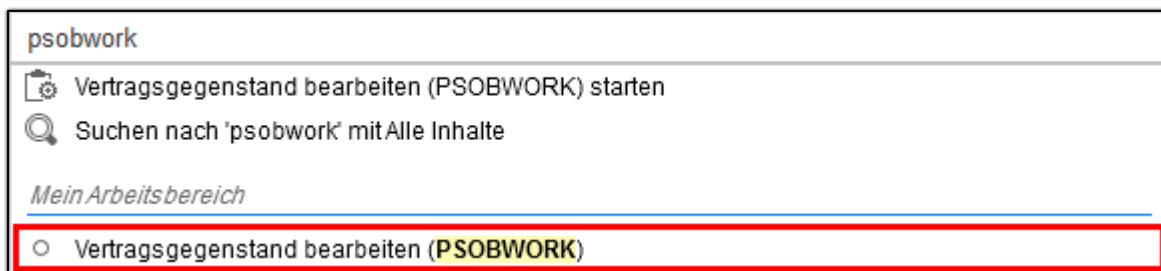 psobwork
Vertragsgegenstand bearbeiten (PSOBWORK) starten
Suchen nach 'psobwork' mit Alle Inhalte
Mein Arbeitsbereich
Vertragsgegenstand bearbeiten (PSOBWORK)